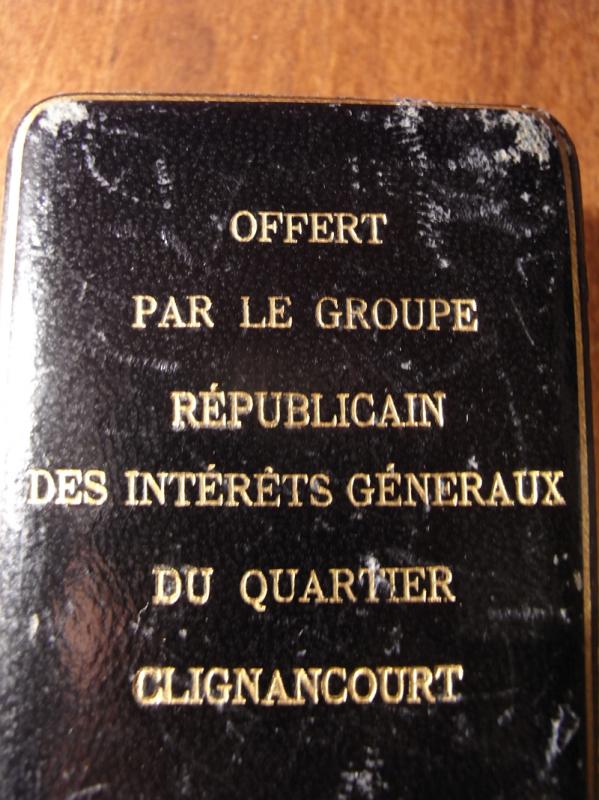 OFFERT
PAR LE GROUPE
RÉPUBLICAIN
DES INTÉRÊTS GÉNERAUX
DU QUARTIER
CLIGNANCOURT